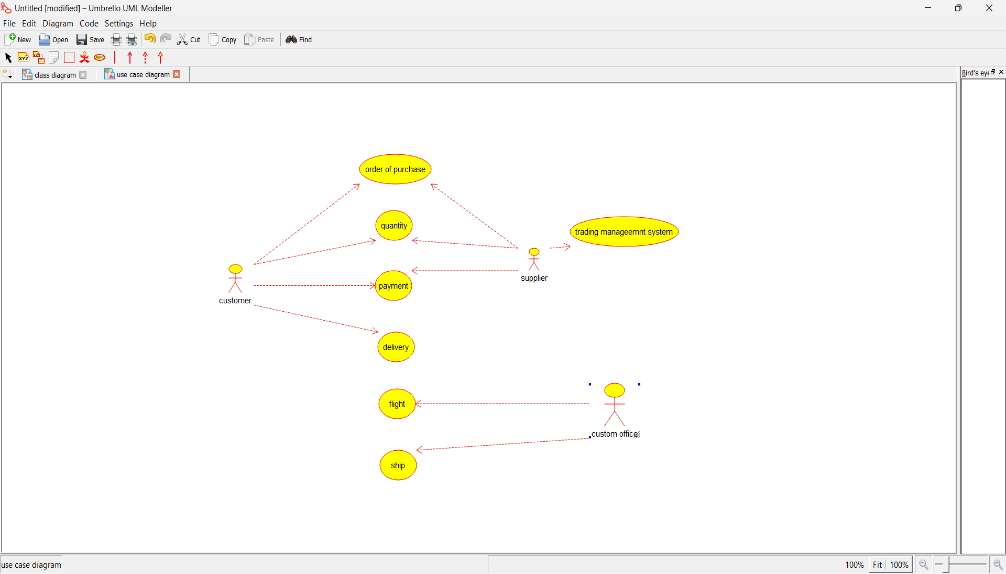 Untitled [modified] – Umbrello UML Modeller
File Edit Diagram Code Settings Help
New Open Save Cut Copy Paste Find
XYZ
class diagram use case diagram Bird's eye
order of purchase
quantity
trading manageemnt system
supplier
payment
customer
delivery
flight
custom office
ship
use case diagram 100% Fit 100%